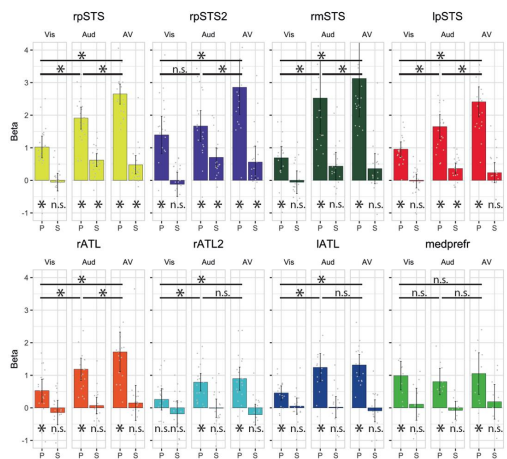 rpSTS rpSTS2 rmSTS lpSTS
Vis Aud AV Vis Aud AV Vis Aud AV Vis Aud AV
4
* * * *
* * n.s. * * * * *
3
2
Beta
1
0
* n.s. * * * * * n.s. * * * * * n.s. * * * * * n.s. * * * *
-1
P S P S P S P S P S P S P S P S P S P S P S P S
rATL rATL2 lATL medprefr
Vis Aud AV Vis Aud AV Vis Aud AV Vis Aud AV
4
* * * n.s.
* * * n.s. * n.s. n.s. n.s.
3
2
Beta
1
0
* n.s. * n.s. * n.s. * n.s. * n.s. * n.s. * n.s. * n.s. * n.s. * n.s. * n.s. * n.s.
-1
P S P S P S P S P S P S P S P S P S P S P S P S